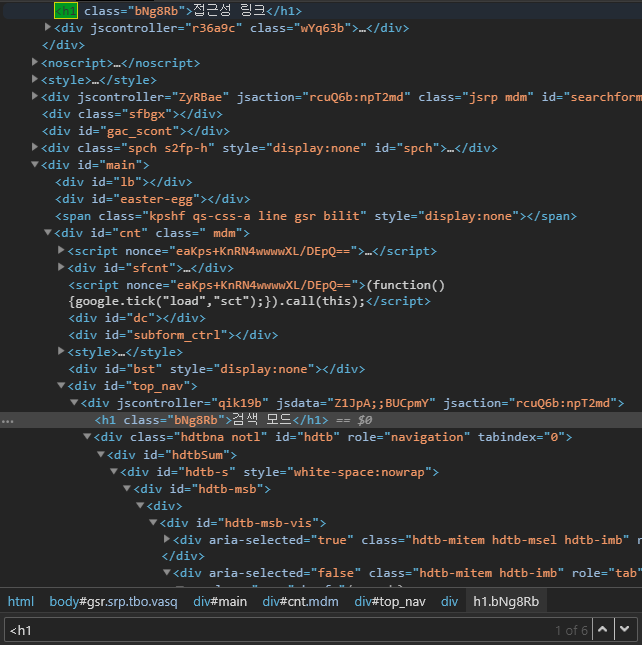 <h1 class="bNg8Rb">접근성 링크</h1>
<div jscontroller="r36a9c" class="wYq63b">…</div>
</div>
<noscript>…</noscript>
<style>…</style>
<div jscontroller="ZyRBae" jsaction="rcuQ6b:npT2md" class="jsrp mdm" id="searchform
<div class="sfbgx"></div>
<div id="gac_scont"></div>
<div class="spch s2fp-h" style="display:none" id="spch">…</div>
<div id="main">
<div id="lb"></div>
<div id="easter-egg"></div>
<span class="kpshf qs-css-a line gsr bilit" style="display:none"></span>
<div id="cnt" class=" mdm">
<script nonce="eaKps+KnRN4wwwwXL/DEpQ==">…</script>
<div id="sfcnt">…</div>
<script nonce="eaKps+KnRN4wwwwXL/DEpQ==">(function()
{google.tick("load","sct");}).call(this);</script>
<div id="dc"></div>
<div id="subform_ctrl"></div>
<style>…</style>
<div id="bst" style="display:none"></div>
<div id="top_nav">
<div jscontroller="qik19b" jsdata="Z1JpA;;BUCpmY" jsaction="rcuQ6b:npT2md">
… <h1 class="bNg8Rb">검색 모드</h1> == $0
<div class="hdtbna notl" id="hdtb" role="navigation" tabindex="0">
<div id="hdtbSum">
<div id="hdtb-s" style="white-space:nowrap">
<div id="hdtb-msb">
<div>
<div id="hdtb-msb-vis">
<div aria-selected="true" class="hdtb-mitem hdtb-msel hdtb-imb"
</div>
<div aria-selected="false" class="hdtb-mitem hdtb-imb" role="tab"
html body#gsr.srp.tbo.vasq div#main div#cnt.mdm div#top_nav div h1.bNg8Rb
<h1 1 of 6